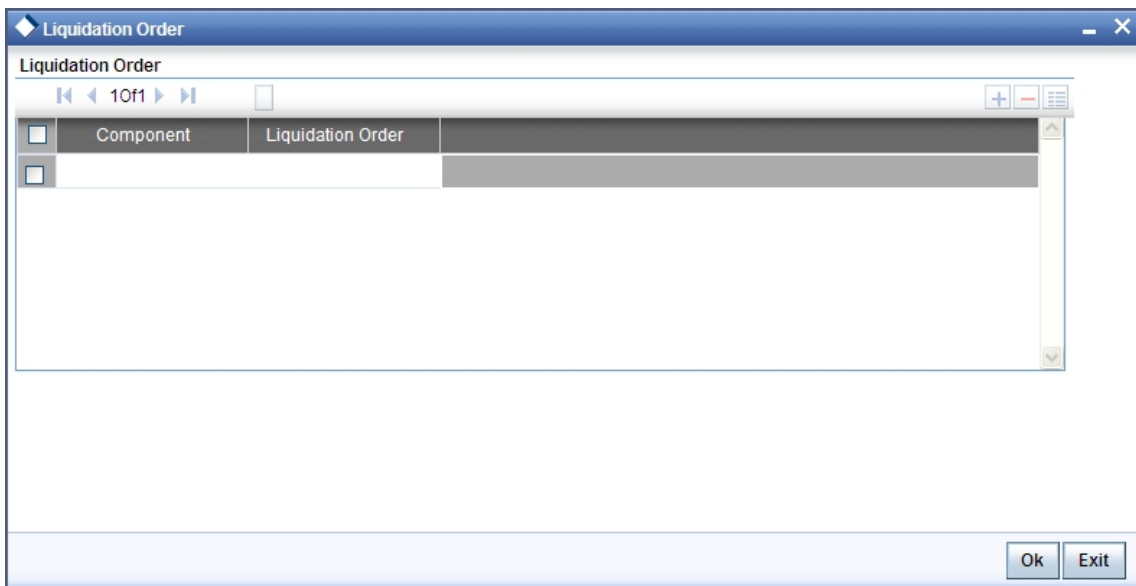 Liquidation Order
Liquidation Order
1Of1
Component Liquidation Order
Ok Exit